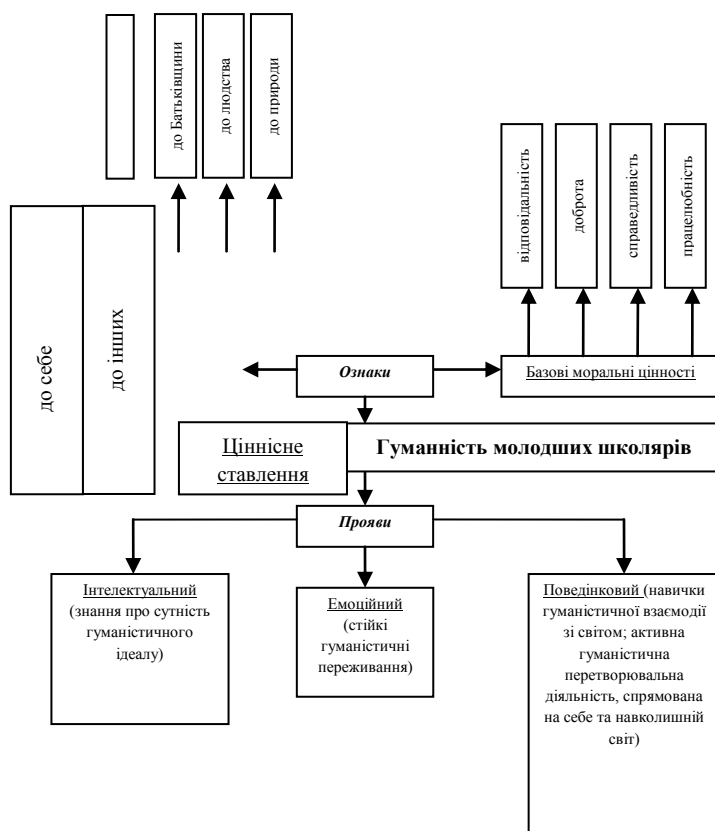 до Батьківщини
до людства
до природи
відповідальність
доброта
справедливість
працелюбність
до себе
до інших
Ознаки
Базові моральні цінності
Ціннісне
ставлення
Гуманність молодших школярів
Прояви
Інтелектуальний
(знання про сутність
гуманістичного
ідеалу)
Емоційний
(стійкі
гуманістичні
переживання)
Поведінковий (навички
гуманістичної взаємодії
зі світом; активна
гуманістична
перетворювальна
діяльність, спрямована
на себе та навколишній
світ)